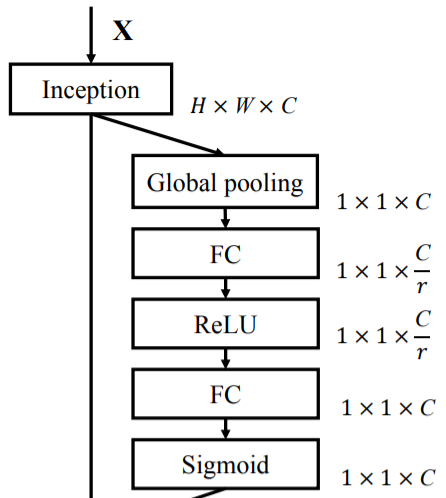 X
Inception
H × W × C
Global pooling
1 × 1 × C
FC
1 × 1 × C/r
ReLU
1 × 1 × C/r
FC
1 × 1 × C
Sigmoid
1 × 1 × C